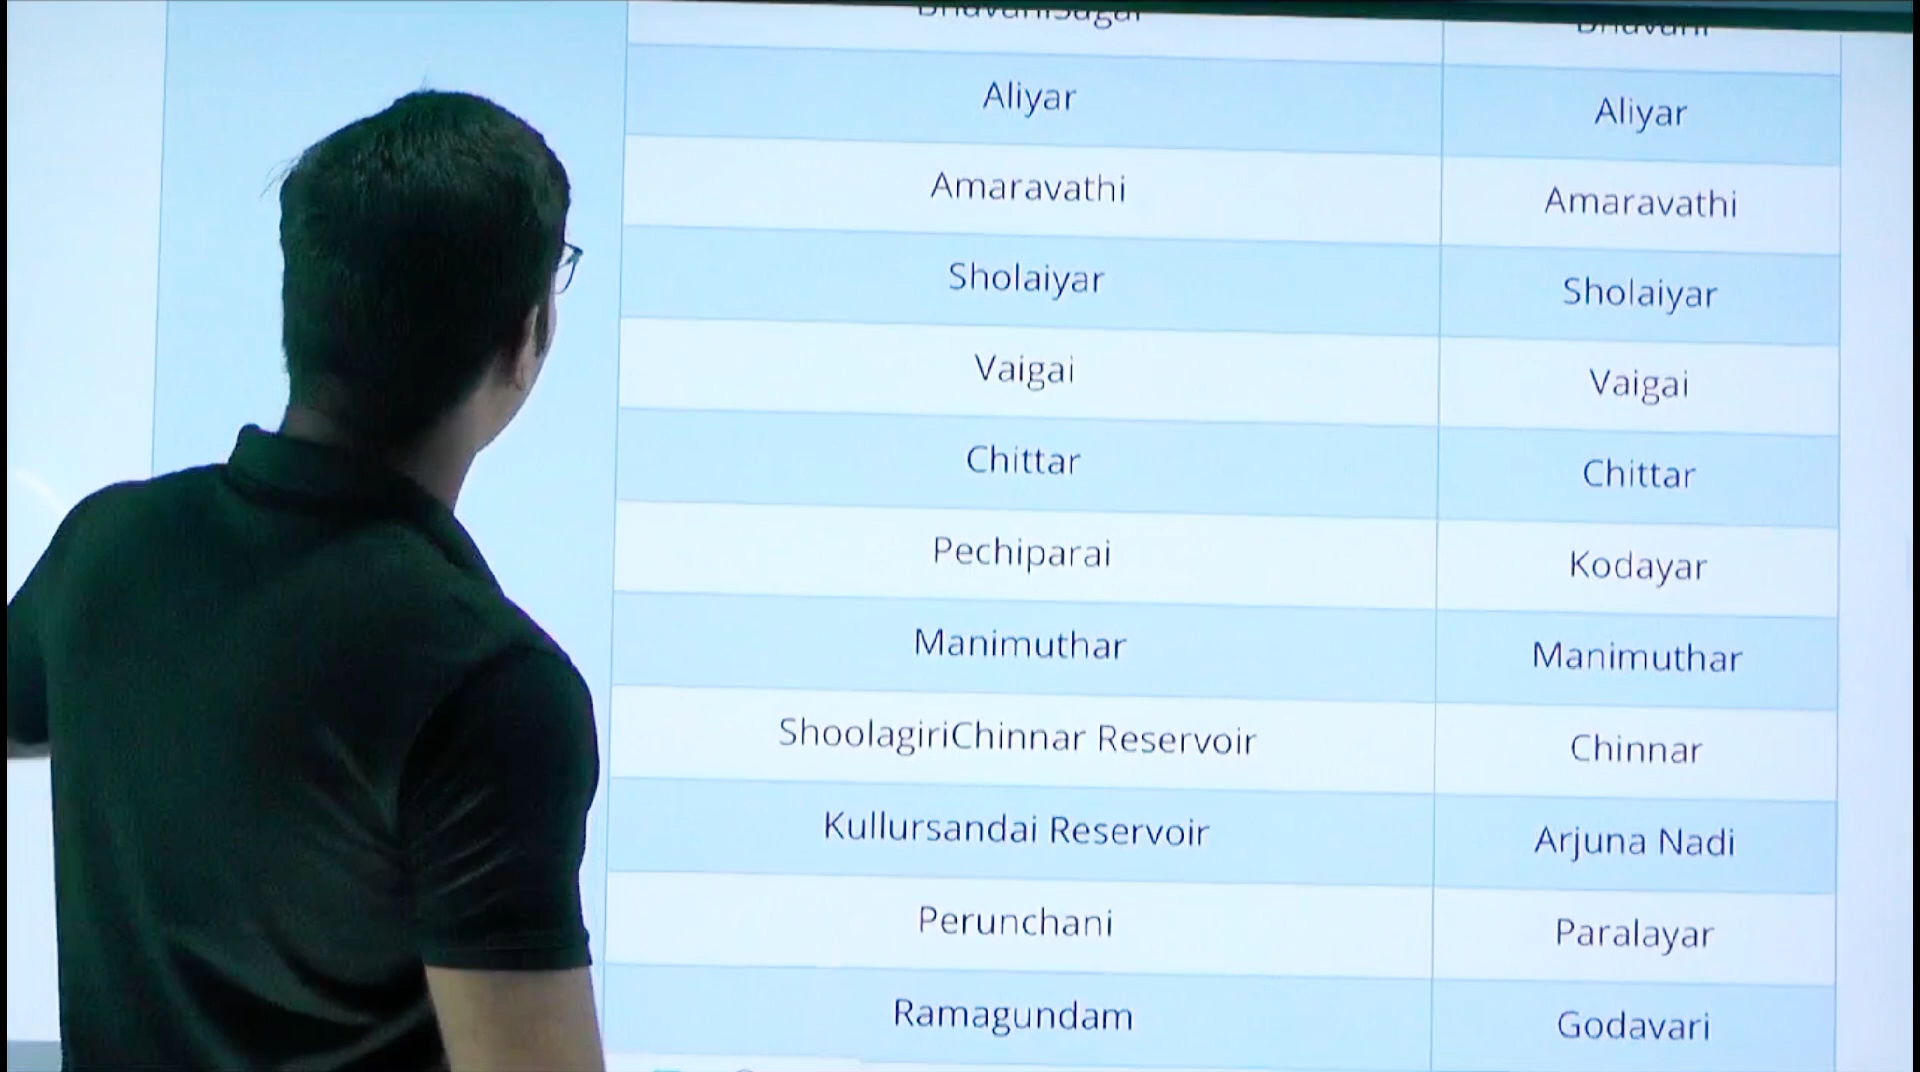 BhavaniSagar Bhavani
Aliyar Aliyar
Amaravathi Amaravathi
Sholaiyar Sholaiyar
Vaigai Vaigai
Chittar Chittar
Pechiparai Kodayar
Manimuthar Manimuthar
ShoolagiriChinnar Reservoir Chinnar
Kullursandai Reservoir Arjuna Nadi
Perunchani Paralayar
Ramagundam Godavari